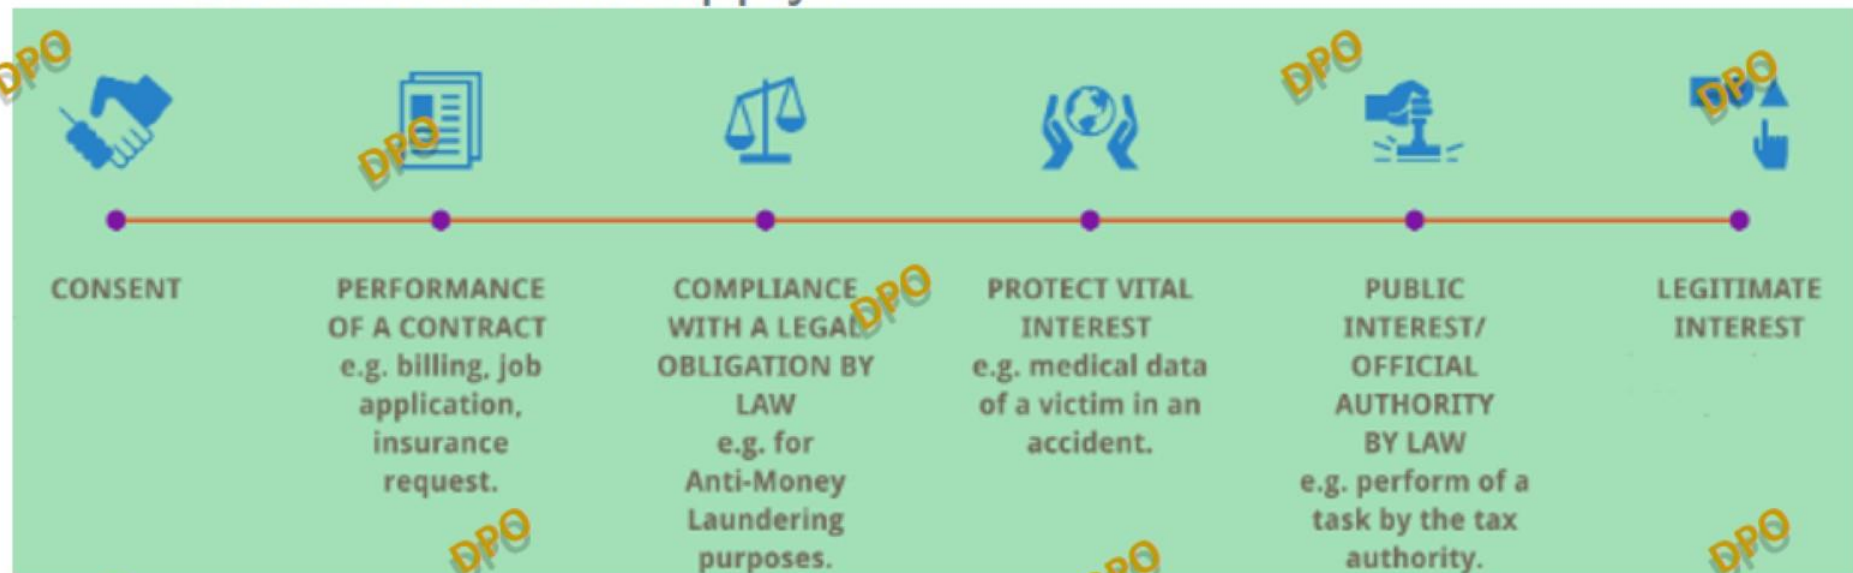 CONSENT
PERFORMANCE
OF A CONTRACT
e.g. billing, job
application,
insurance
request.
COMPLIANCE
WITH A LEGAL
OBLIGATION BY
LAW
e.g. for
Anti-Money
Laundering
purposes.
PROTECT VITAL
INTEREST
e.g. medical data
of a victim in an
accident.
PUBLIC
INTEREST/
OFFICIAL
AUTHORITY
BY LAW
e.g. perform of a
task by the tax
authority.
LEGITIMATE
INTEREST
DPO
DPO
DPO
DPO
DPO
DPO
DPO
DPO